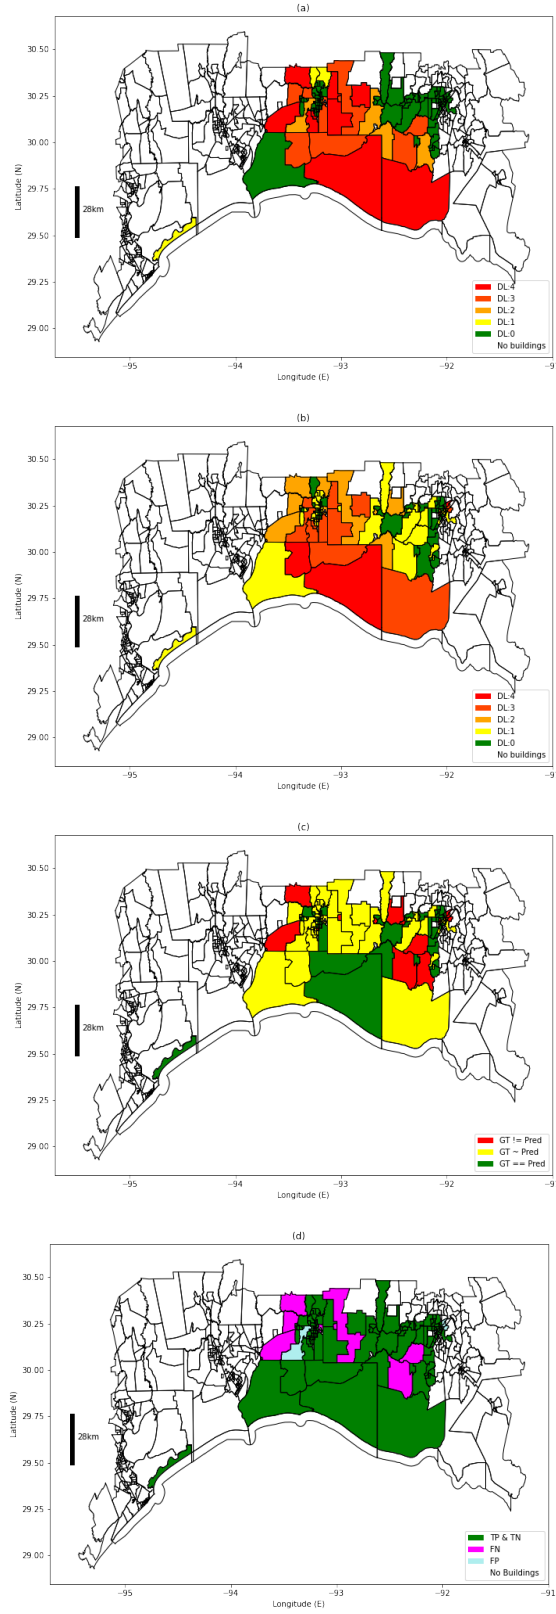 (a)
30.50
30.25
30.00
29.75
29.50
29.25
29.00
Latitude (N)
28km
DL:4
DL:3
DL:2
DL:1
DL:0
No buildings
−95
−94
−93
−92
−91
Longitude (E)
(b)
30.50
30.25
30.00
29.75
29.50
29.25
29.00
Latitude (N)
28km
DL:4
DL:3
DL:2
DL:1
DL:0
No buildings
−95
−94
−93
−92
−91
Longitude (E)
(c)
30.50
30.25
30.00
29.75
29.50
29.25
29.00
Latitude (N)
28km
GT != Pred
GT ~ Pred
GT == Pred
−95
−94
−93
−92
−91
Longitude (E)
(d)
30.50
30.25
30.00
29.75
29.50
29.25
29.00
Latitude (N)
28km
TP & TN
FN
FP
No Buildings
−95
−94
−93
−92
−91
Longitude (E)